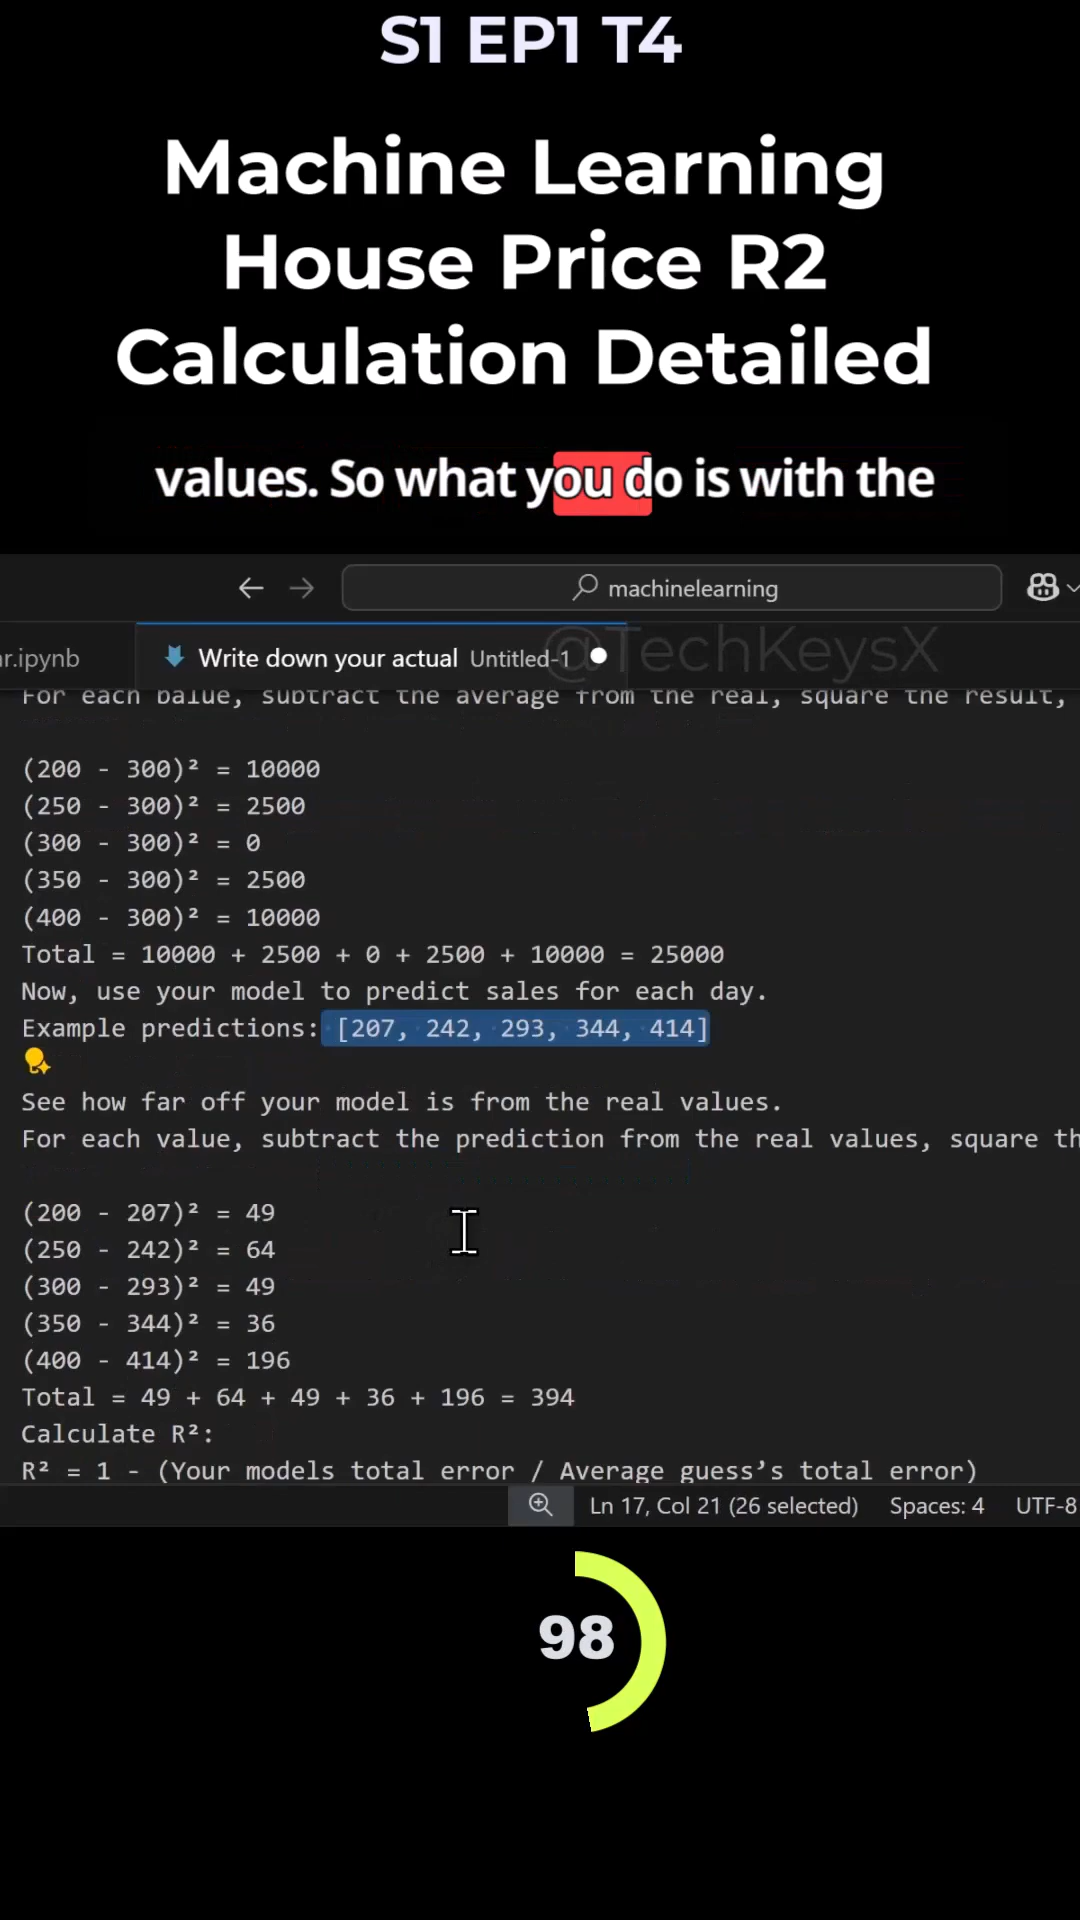 S1 EP1 T4
Machine Learning
House Price R2
Calculation Detailed
values. So what you do is with the
machinelearning
r.ipynb
Write down your actual Untitled-1
@TechKeysX
For each balue, subtract the average from the real, square the result,
(200 - 300)² = 10000
(250 - 300)² = 2500
(300 - 300)² = 0
(350 - 300)² = 2500
(400 - 300)² = 10000
Total = 10000 + 2500 + 0 + 2500 + 10000 = 25000
Now, use your model to predict sales for each day.
Example predictions: [207, 242, 293, 344, 414]
See how far off your model is from the real values.
For each value, subtract the prediction from the real values, square th
(200 - 207)² = 49
(250 - 242)² = 64
(300 - 293)² = 49
(350 - 344)² = 36
(400 - 414)² = 196
Total = 49 + 64 + 49 + 36 + 196 = 394
Calculate R²:
R² = 1 - (Your models total error / Average guess’s total error)
Ln 17, Col 21 (26 selected) Spaces: 4 UTF-8
98